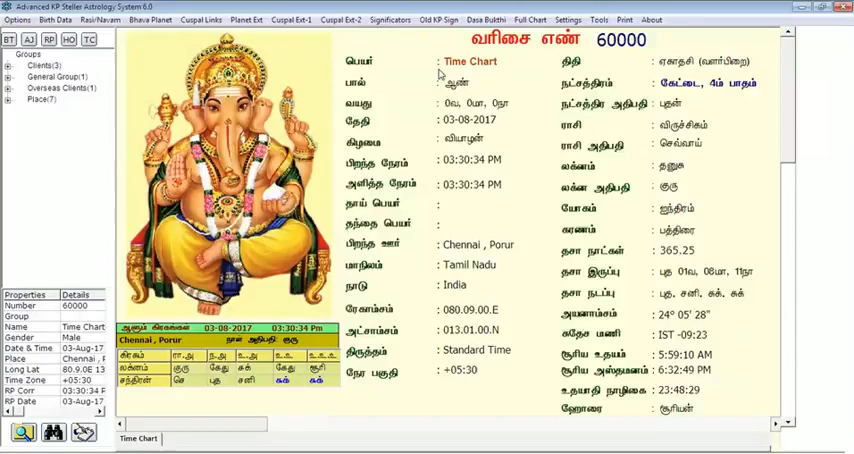 Advanced KP Steller Astrology System 6.0
Options Birth Data Rasi/Navam Bhava Planet Cuspal Links Planet Ext Cuspal Ext-1 Cuspal Ext-2 Significators Old KP Sign Dasa Bukthi Full Chart Settings Tools Print About
BT AJ RP HO TC
Groups
Clients(3)
General Group(1)
Overseas Clients(1)
Place(7)
வரிசை எண் 60000
பெயர் : Time Chart
பால் : ஆண்
வயது : 0வ, 0மா, 0நா
தேதி : 03-08-2017
கிழமை : வியாழன்
பிறந்த நேரம் : 03:30:34 PM
அளித்த நேரம் : 03:30:34 PM
தாய் பெயர் :
தந்தை பெயர் :
பிறந்த ஊர் : Chennai , Porur
மாநிலம் : Tamil Nadu
நாடு : India
ரேகாம்சம் : 080.09.00.E
அட்சாம்சம் : 013.01.00.N
திருத்தம் : Standard Time
நேர பகுதி : +05:30
திதி : ஏகாதசி (வளர்பிறை)
நட்சத்திரம் : கேட்டை, 4ம் பாதம்
நட்சத்திர அதிபதி : புதன்
ராசி : விருச்சிகம்
ராசி அதிபதி : செவ்வாய்
லக்னம் : தனுசு
லக்ன அதிபதி : குரு
யோகம் : ஐந்திரம்
கரணம் : பத்திரை
தசா நாட்கள் : 365.25
தசா இருப்பு : புத 01வ, 08மா, 11நா
தசா நடப்பு : புத, சனி, சுக், சுக்
அயனாம்சம் : 24° 05' 28"
சுதேச மணி : IST -09:23
சூரிய உதயம் : 5:59:10 AM
சூரிய அஸ்தமனம் : 6:32:49 PM
உதயாதி நாழிகை : 23:48:29
ஹோரை : சூரியன்
ஆளும் கிரகங்கள் 03-08-2017 03:30:34 Pm
Chennai, Porur நாள் அதிபதி: குரு
கிரகம் ரா.அ ந.அ உ.அ உ.உ உ.உ.உ
லக்னம் குரு கேது சுக் கேது சூரி
சந்திரன் செ புத சனி சுக் சுக்
Properties Details
Number 60000
Group
Name Time Chart
Gender Male
Date & Time 03-Aug-17
Place Chennai, F
Long Lat 80.9.0E 13
Time Zone +05:30
RP Corr 03:30:34 F
RP Date 03-Aug-17
Time Chart